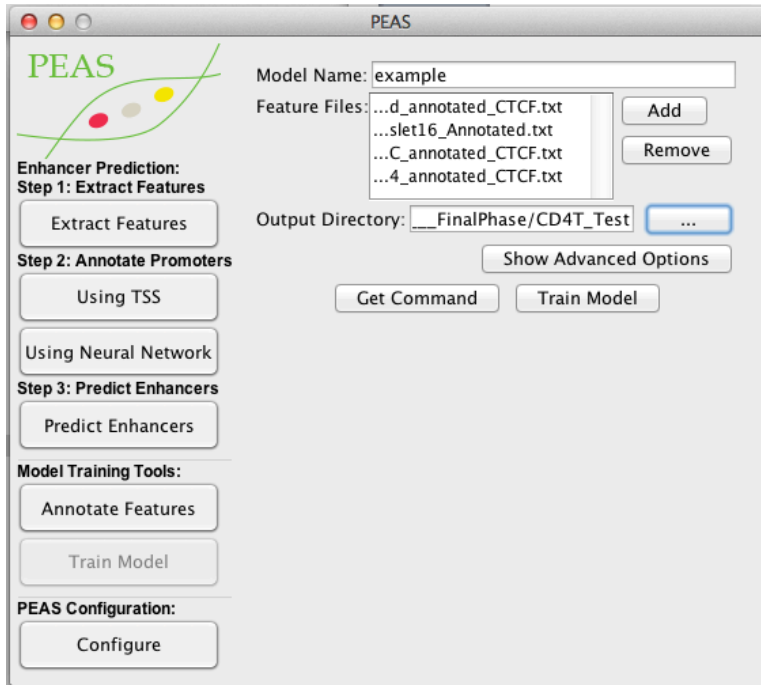 PEAS
PEAS
Enhancer Prediction:
Step 1: Extract Features
Extract Features
Step 2: Annotate Promoters
Using TSS
Using Neural Network
Step 3: Predict Enhancers
Predict Enhancers
Model Training Tools:
Annotate Features
Train Model
PEAS Configuration:
Configure
Model Name: example
Feature Files: ...d_annotated_CTCF.txt
...slet16_Annotated.txt
...C_annotated_CTCF.txt
...4_annotated_CTCF.txt
Add
Remove
Output Directory: ___FinalPhase/CD4T_Test ...
Show Advanced Options
Get Command Train Model